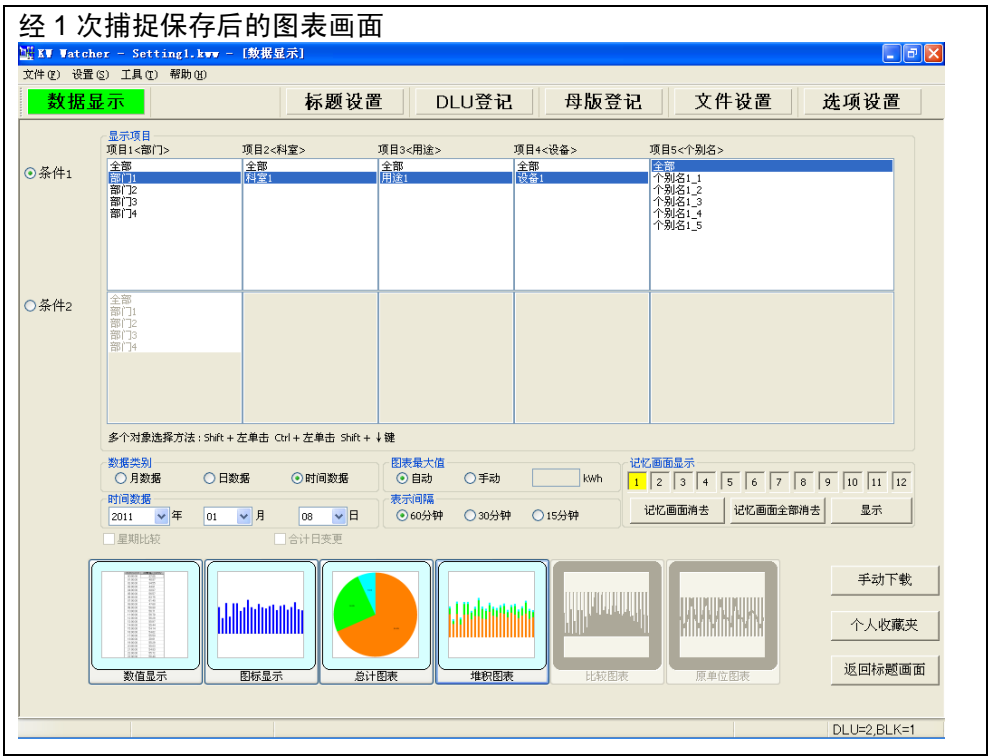 经 1 次捕捉保存后的图表画面
KW Watcher - Setting1.kww - [数据显示]
文件(F) 设置(S) 工具(T) 帮助(H)
数据显示 标题设置 DLU登记 母版登记 文件设置 选项设置
显示项目
项目1<部门> 项目2<科室> 项目3<用途> 项目4<设备> 项目5<个别名>
条件1
全部 全部 全部 全部 全部
部门1 科室1 用途1 设备1 个别名1_1
部门2 个别名1_2
部门3 个别名1_3
部门4 个别名1_4
个别名1_5
条件2
全部
部门1
部门2
部门3
部门4
多个对象选择方法:Shift + 左单击 Ctrl + 左单击 Shift + ↓键
数据类别 图表最大值 记忆画面显示
月数据 日数据 时间数据 自动 手动 kWh 1 2 3 4 5 6 7 8 9 10 11 12
时间数据 表示间隔
2011 年 01 月 08 日 60分钟 30分钟 15分钟 记忆画面消去 记忆画面全部消去 显示
星期比较 合计日变更
手动下载
个人收藏夹
返回标题画面
数值显示 图标显示 总计图表 堆积图表 比较图表 原单位图表
DLU=2,BLK=1